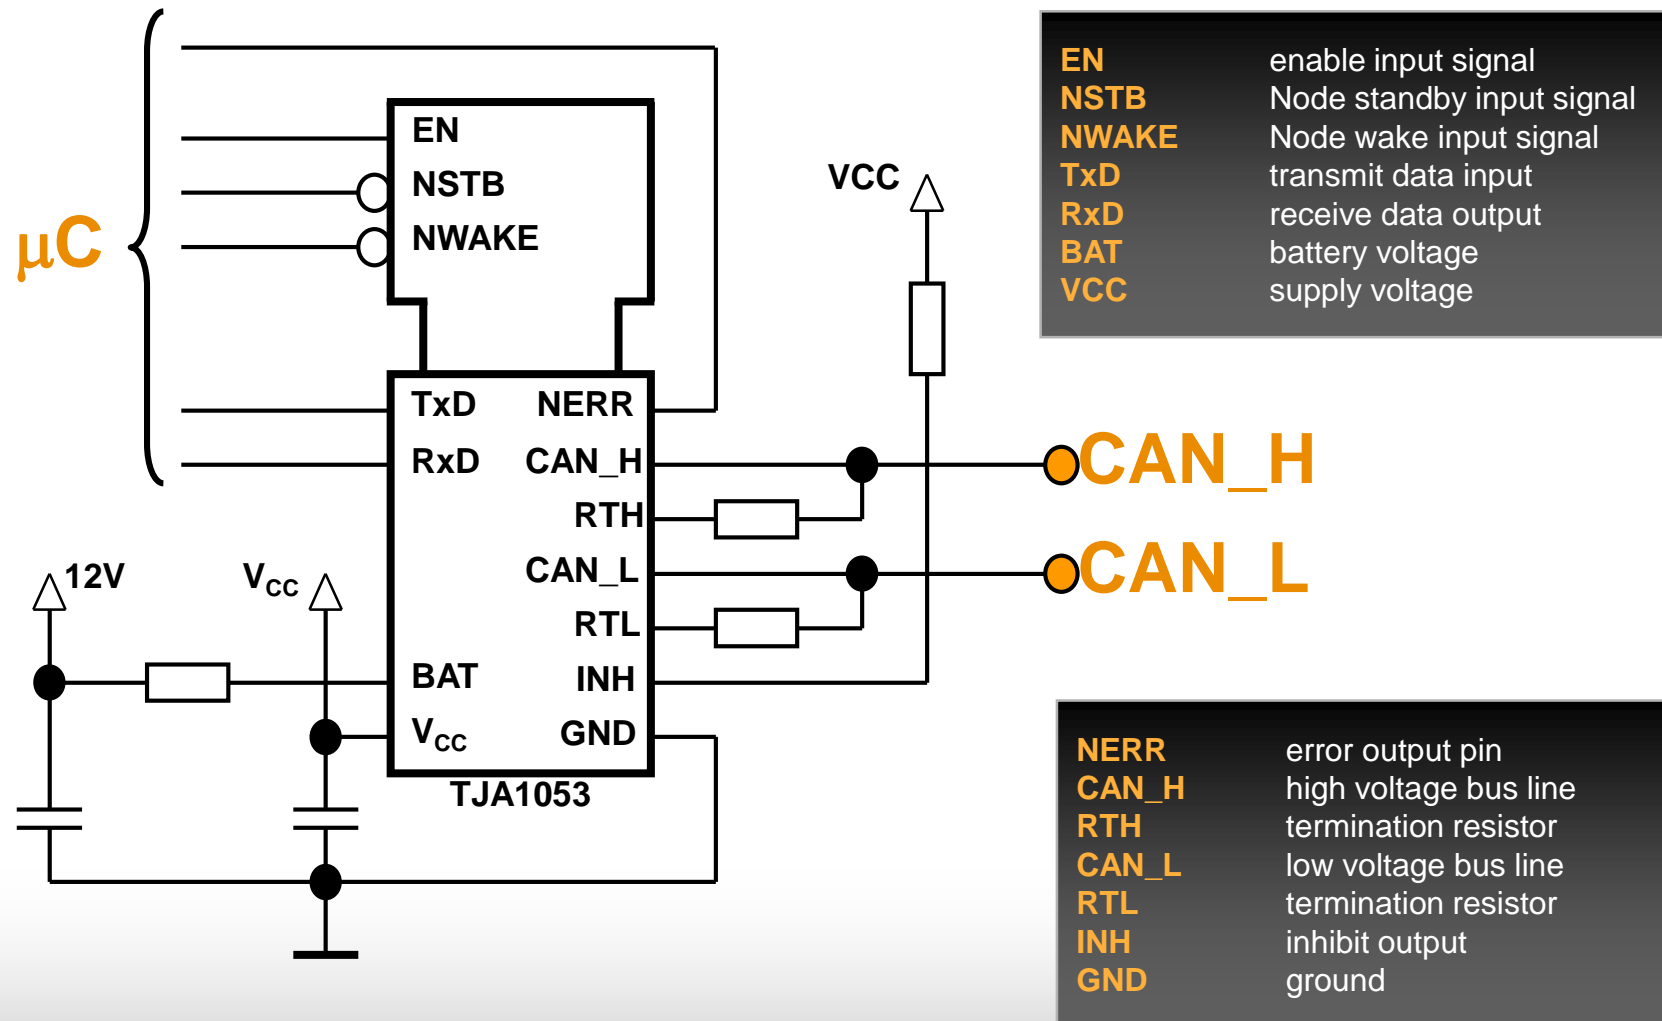 μC
EN
NSTB
NWAKE
TxD NERR
RxD CAN_H
RTH
CAN_L
RTL
BAT INH
VCC GND
TJA1053
12V
VCC
VCC
CAN_H
CAN_L
EN enable input signal
NSTB Node standby input signal
NWAKE Node wake input signal
TxD transmit data input
RxD receive data output
BAT battery voltage
VCC supply voltage
NERR error output pin
CAN_H high voltage bus line
RTH termination resistor
CAN_L low voltage bus line
RTL termination resistor
INH inhibit output
GND ground